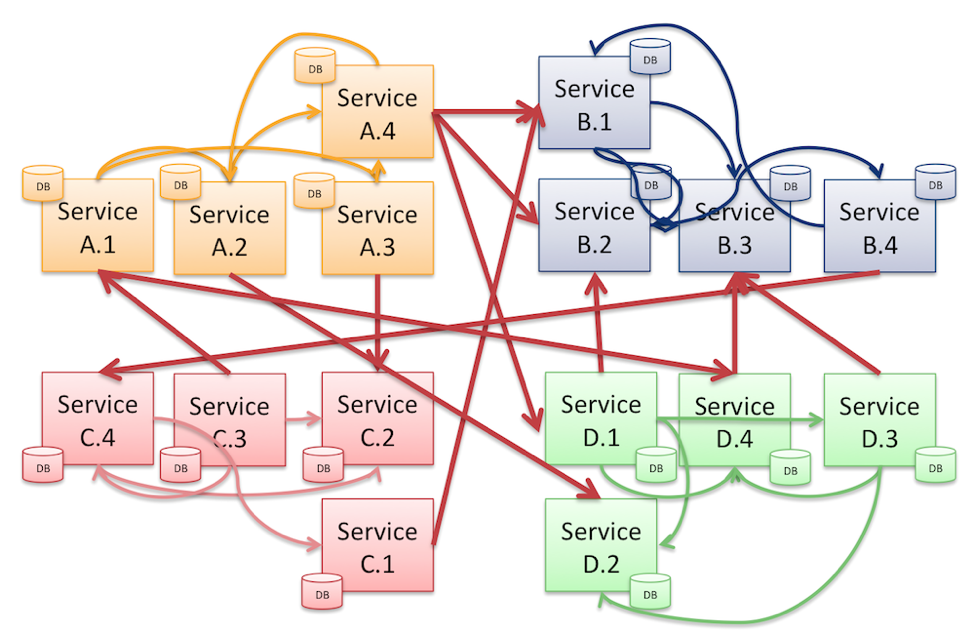 DB
Service
A.4
DB
Service
B.1
DB
Service
A.1
DB
Service
A.2
DB
Service
A.3
DB
Service
B.2
DB
Service
B.3
DB
Service
B.4
Service
C.4
DB
Service
C.3
DB
Service
C.2
DB
Service
D.1
DB
Service
D.4
DB
Service
D.3
DB
Service
C.1
DB
Service
D.2
DB